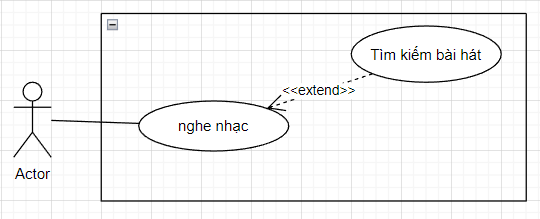 Tìm kiếm bài hát
<<extend>>
nghe nhạc
Actor